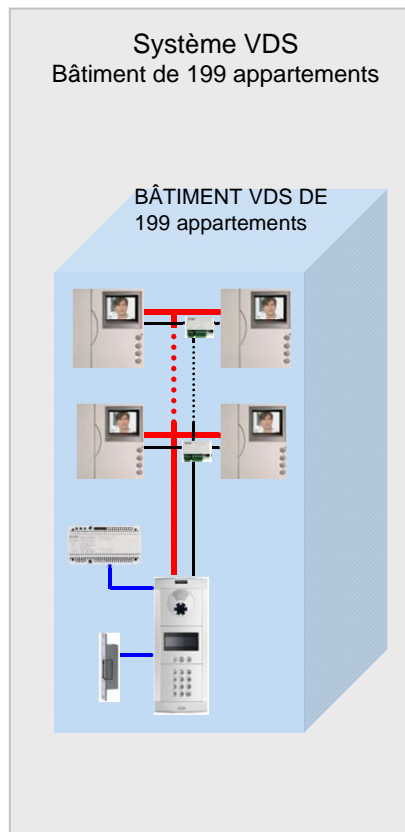 Système VDS
Bâtiment de 199 appartements
BÂTIMENT VDS DE
199 appartements